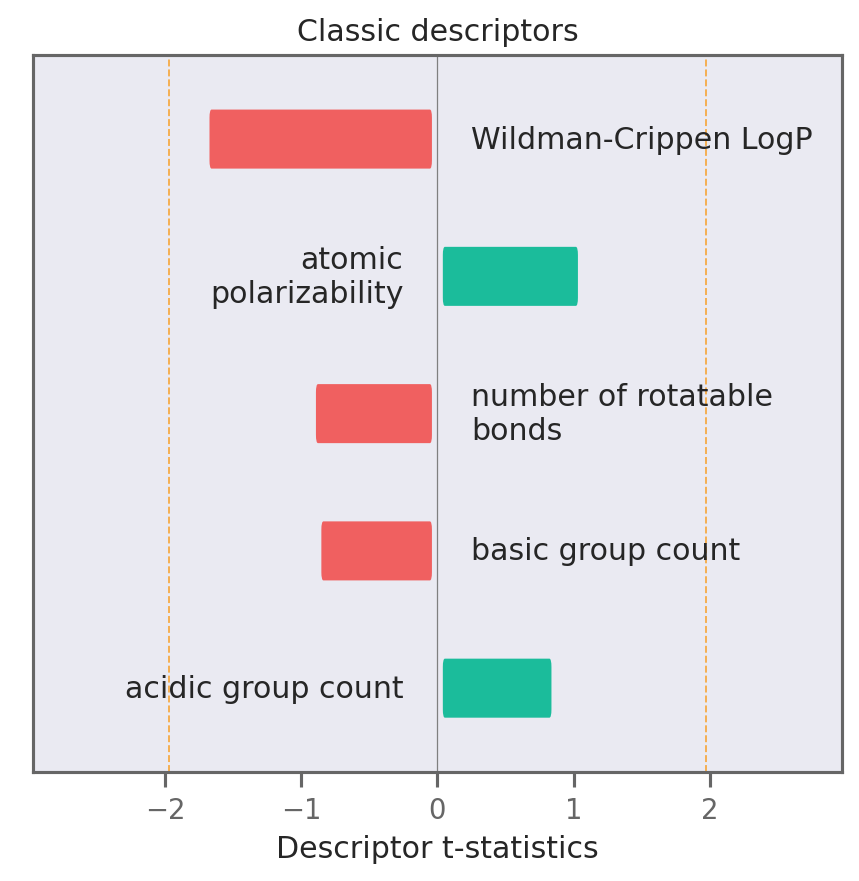 Classic descriptors
Wildman-Crippen LogP
atomic
polarizability
number of rotatable
bonds
basic group count
acidic group count
−2
−1
0
1
2
Descriptor t-statistics